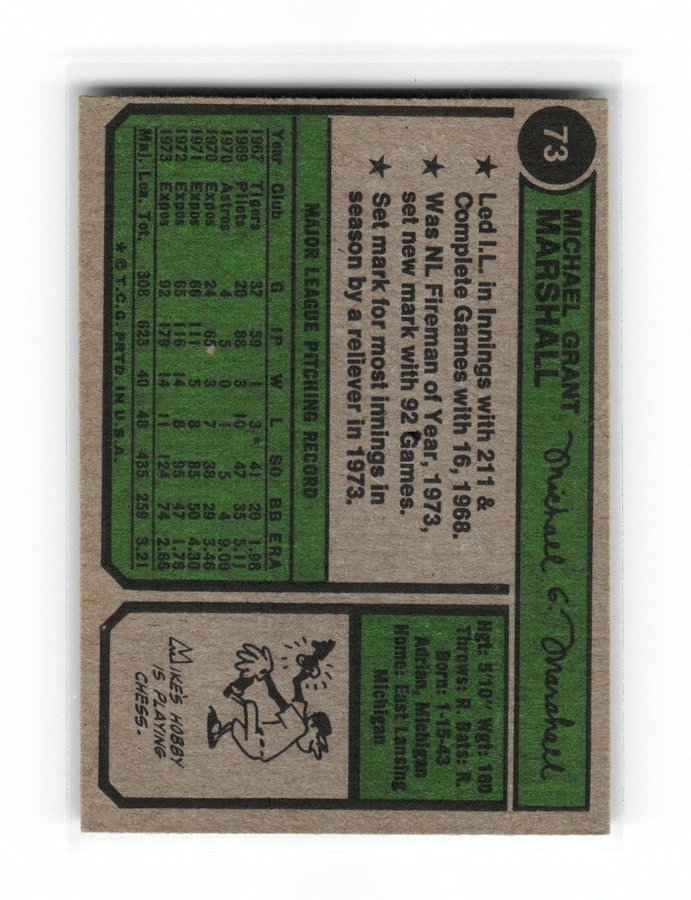 73
MICHAEL GRANT
MARSHALL
Michael G. Marshall
★ Led I.L. in Innings with 211 &
Complete Games with 16, 1968.
★ Was NL Fireman of Year, 1973,
set new mark with 92 Games.
★ Set mark for most innings in
season by a reliever in 1973.
Hgt: 5'10" Wgt: 180
Throws: R. Bats: R.
Born: 1-15-43
Adrian, Michigan
Home: East Lansing
Michigan
MAJOR LEAGUE PITCHING RECORD
Year Club G IP W L SO BB ERA
1967 Tigers 37 59 1 3* 41 20 1.98
1969 Pilots 20 88 3 10 47 35 5.11
1970 Astros 4 5 0 1 5 4 9.00
1970 Expos 24 65 3 7 38 29 3.46
1971 Expos 66 111 5 8 85 50 4.30
1972 Expos 65 116 14 8 95 47 1.78
1973 Expos 92 179 14 11 124 74 2.66
Maj. Lea. Tot. 308 623 40 48 435 259 3.21
* © T.C.G. PRTD. IN U.S.A.
MIKE'S HOBBY
IS PLAYING
CHESS.